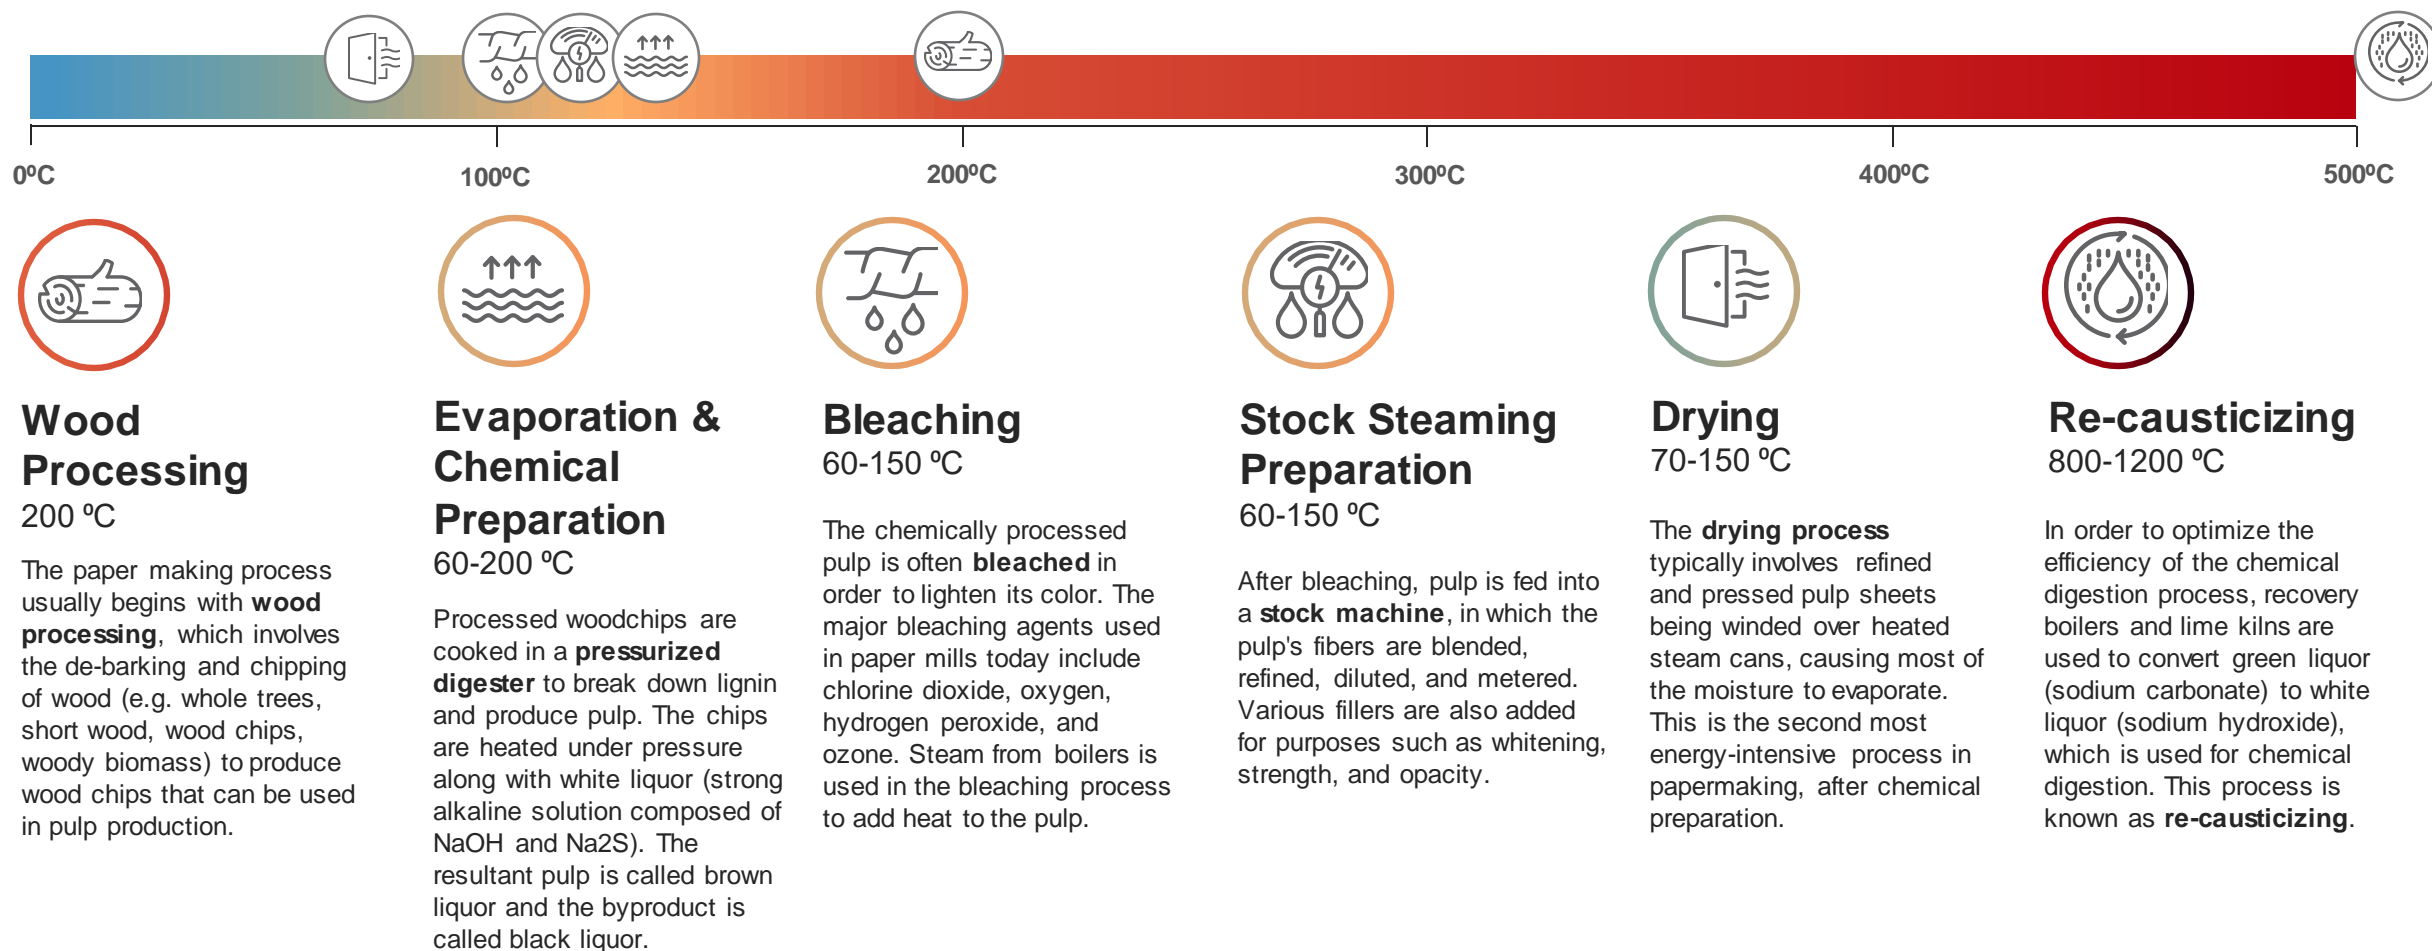 0ºC
100ºC
200ºC
300ºC
400ºC
500ºC
Wood
Processing
200 ºC
The paper making process
usually begins with wood
processing, which involves
the de-barking and chipping
of wood (e.g. whole trees,
short wood, wood chips,
woody biomass) to produce
wood chips that can be used
in pulp production.
Evaporation &
Chemical
Preparation
60-200 ºC
Processed woodchips are
cooked in a pressurized
digester to break down lignin
and produce pulp. The chips
are heated under pressure
along with white liquor (strong
alkaline solution composed of
NaOH and Na2S). The
resultant pulp is called brown
liquor and the byproduct is
called black liquor.
Bleaching
60-150 ºC
The chemically processed
pulp is often bleached in
order to lighten its color. The
major bleaching agents used
in paper mills today include
chlorine dioxide, oxygen,
hydrogen peroxide, and
ozone. Steam from boilers is
used in the bleaching process
to add heat to the pulp.
Stock Steaming
Preparation
60-150 ºC
After bleaching, pulp is fed into
a stock machine, in which the
pulp's fibers are blended,
refined, diluted, and metered.
Various fillers are also added
for purposes such as whitening,
strength, and opacity.
Drying
70-150 ºC
The drying process
typically involves refined
and pressed pulp sheets
being winded over heated
steam cans, causing most of
the moisture to evaporate.
This is the second most
energy-intensive process in
papermaking, after chemical
preparation.
Re-causticizing
800-1200 ºC
In order to optimize the
efficiency of the chemical
digestion process, recovery
boilers and lime kilns are
used to convert green liquor
(sodium carbonate) to white
liquor (sodium hydroxide),
which is used for chemical
digestion. This process is
known as re-causticizing.